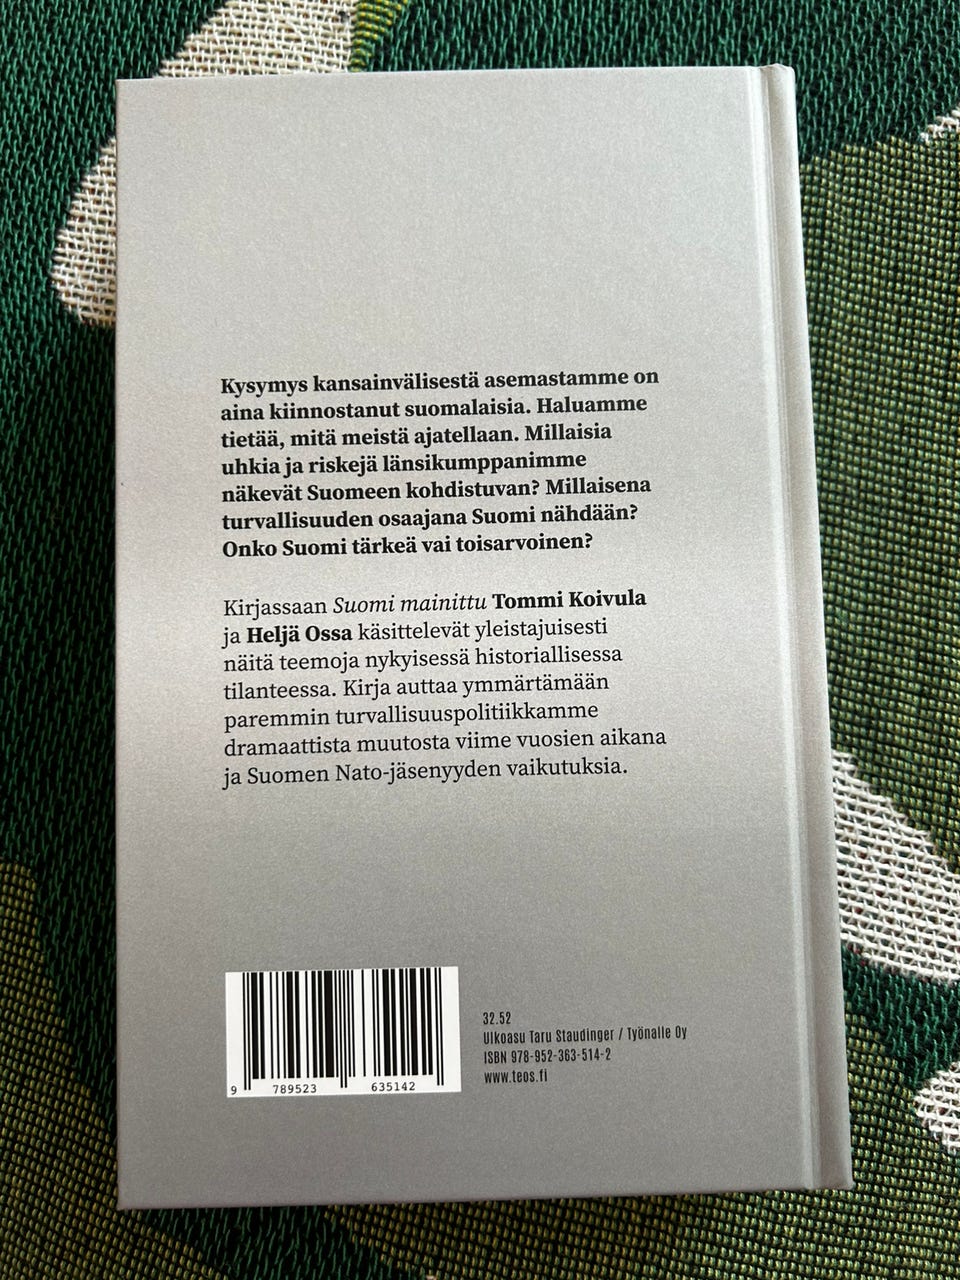 Kysymys kansainvälisestä asemastamme on
aina kiinnostanut suomalaisia. Haluamme
tietää, mitä meistä ajatellaan. Millaisia
uhkia ja riskejä länsikumppanimme
näkevät Suomeen kohdistuvan? Millaisena
turvallisuuden osaajana Suomi nähdään?
Onko Suomi tärkeä vai toisarvoinen?
Kirjassaan Suomi mainittu Tommi Koivula
ja Heljä Ossa käsittelevät yleistajuisesti
näitä teemoja nykyisessä historiallisessa
tilanteessa. Kirja auttaa ymmärtämään
paremmin turvallisuuspolitiikkamme
dramaattista muutosta viime vuosien aikana
ja Suomen Nato-jäsenyyden vaikutuksia.
9 789523 635142
32.52
Ulkoasu Taru Staudinger / Työnalle Oy
ISBN 978-952-363-514-2
www.teos.fi